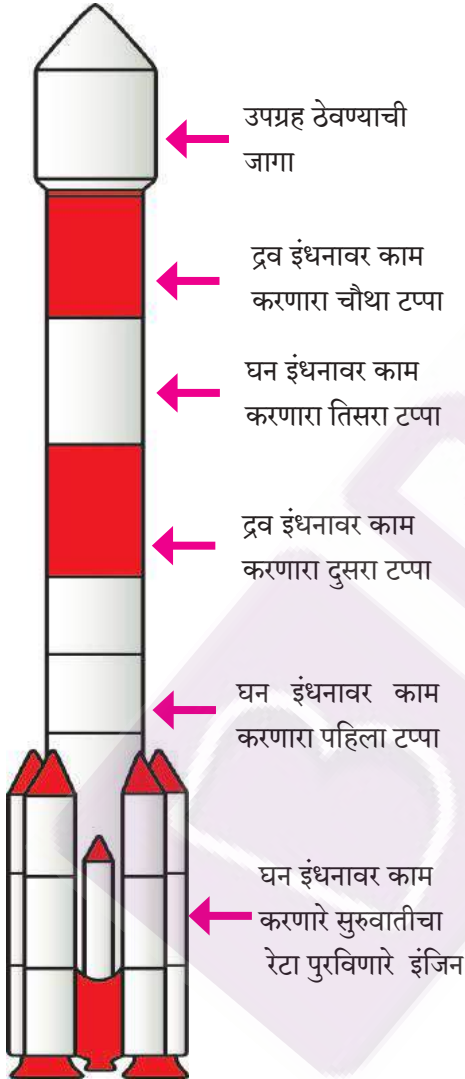 उपग्रह ठेवण्याची
जागा
द्रव इंधनावर काम
करणारा चौथा टप्पा
घन इंधनावर काम
करणारा तिसरा टप्पा
द्रव इंधनावर काम
करणारा दुसरा टप्पा
घन इंधनावर काम
करणारा पहिला टप्पा
घन इंधनावर काम
करणारे सुरुवातीचा
रेटा पुरविणारे इंजिन